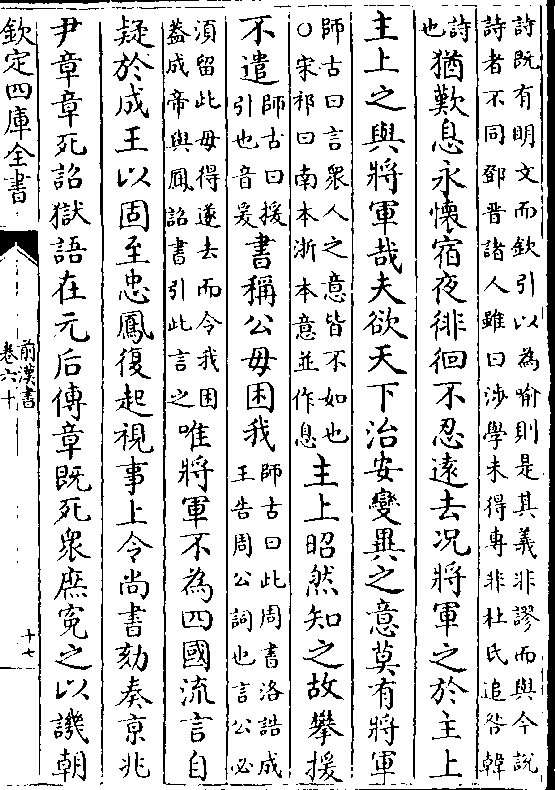 詩既有明文而欽引以為喻則是其義非謬而與今說
詩者不同鄧晋諸人雖曰涉學未得專非杜氏追咎韓
詩也猶歎息永懷宿夜徘徊不忍遠去况將軍之於主上
主上之與將軍哉夫欲天下治安變異之意莫有將軍
師古曰言衆人之意皆不如也
○宋祁曰南本浙本意並作息
主上昭然知之故攀援
不遣
師古曰援
引也音爰
書稱公毋困我
師古曰此周書洛誥成
王告周公詞也言公必
須留此毋得遂去而令我困
葢成帝與鳳詔書引此言之
唯將軍不為四國流言自
疑於成王以固至忠鳳復起視事上令尚書劾奏京兆
尹章章死詔獄語在元后傳章既死衆庶寃之以譏朝
欽定四庫全書
前漢書
卷六十
十七